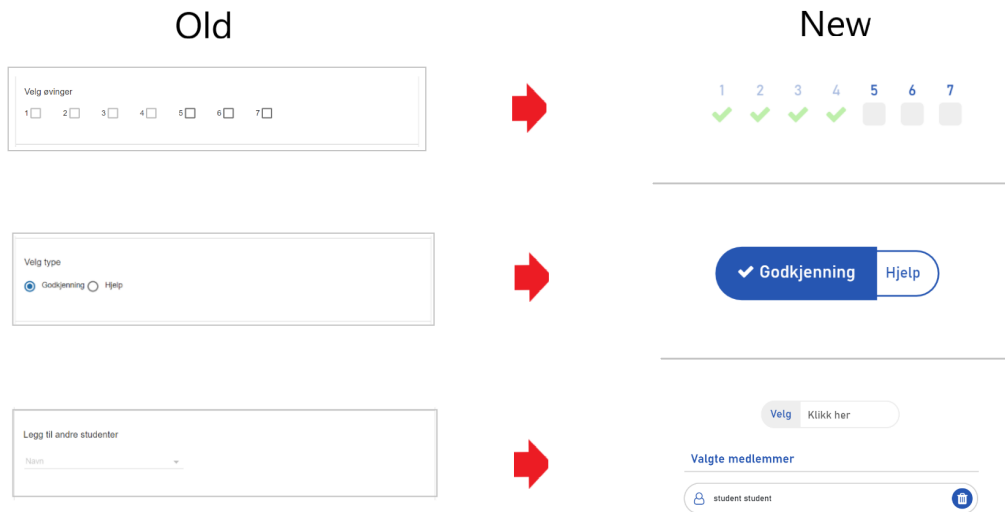 Old
New
Velg øvinger
1 2 3 4 5 6 7
1 2 3 4 5 6 7
Velg type
Godkjenning Hjelp
Godkjenning Hjelp
Legg til andre studenter
Navn
Velg Klikk her
Valgte medlemmer
student student